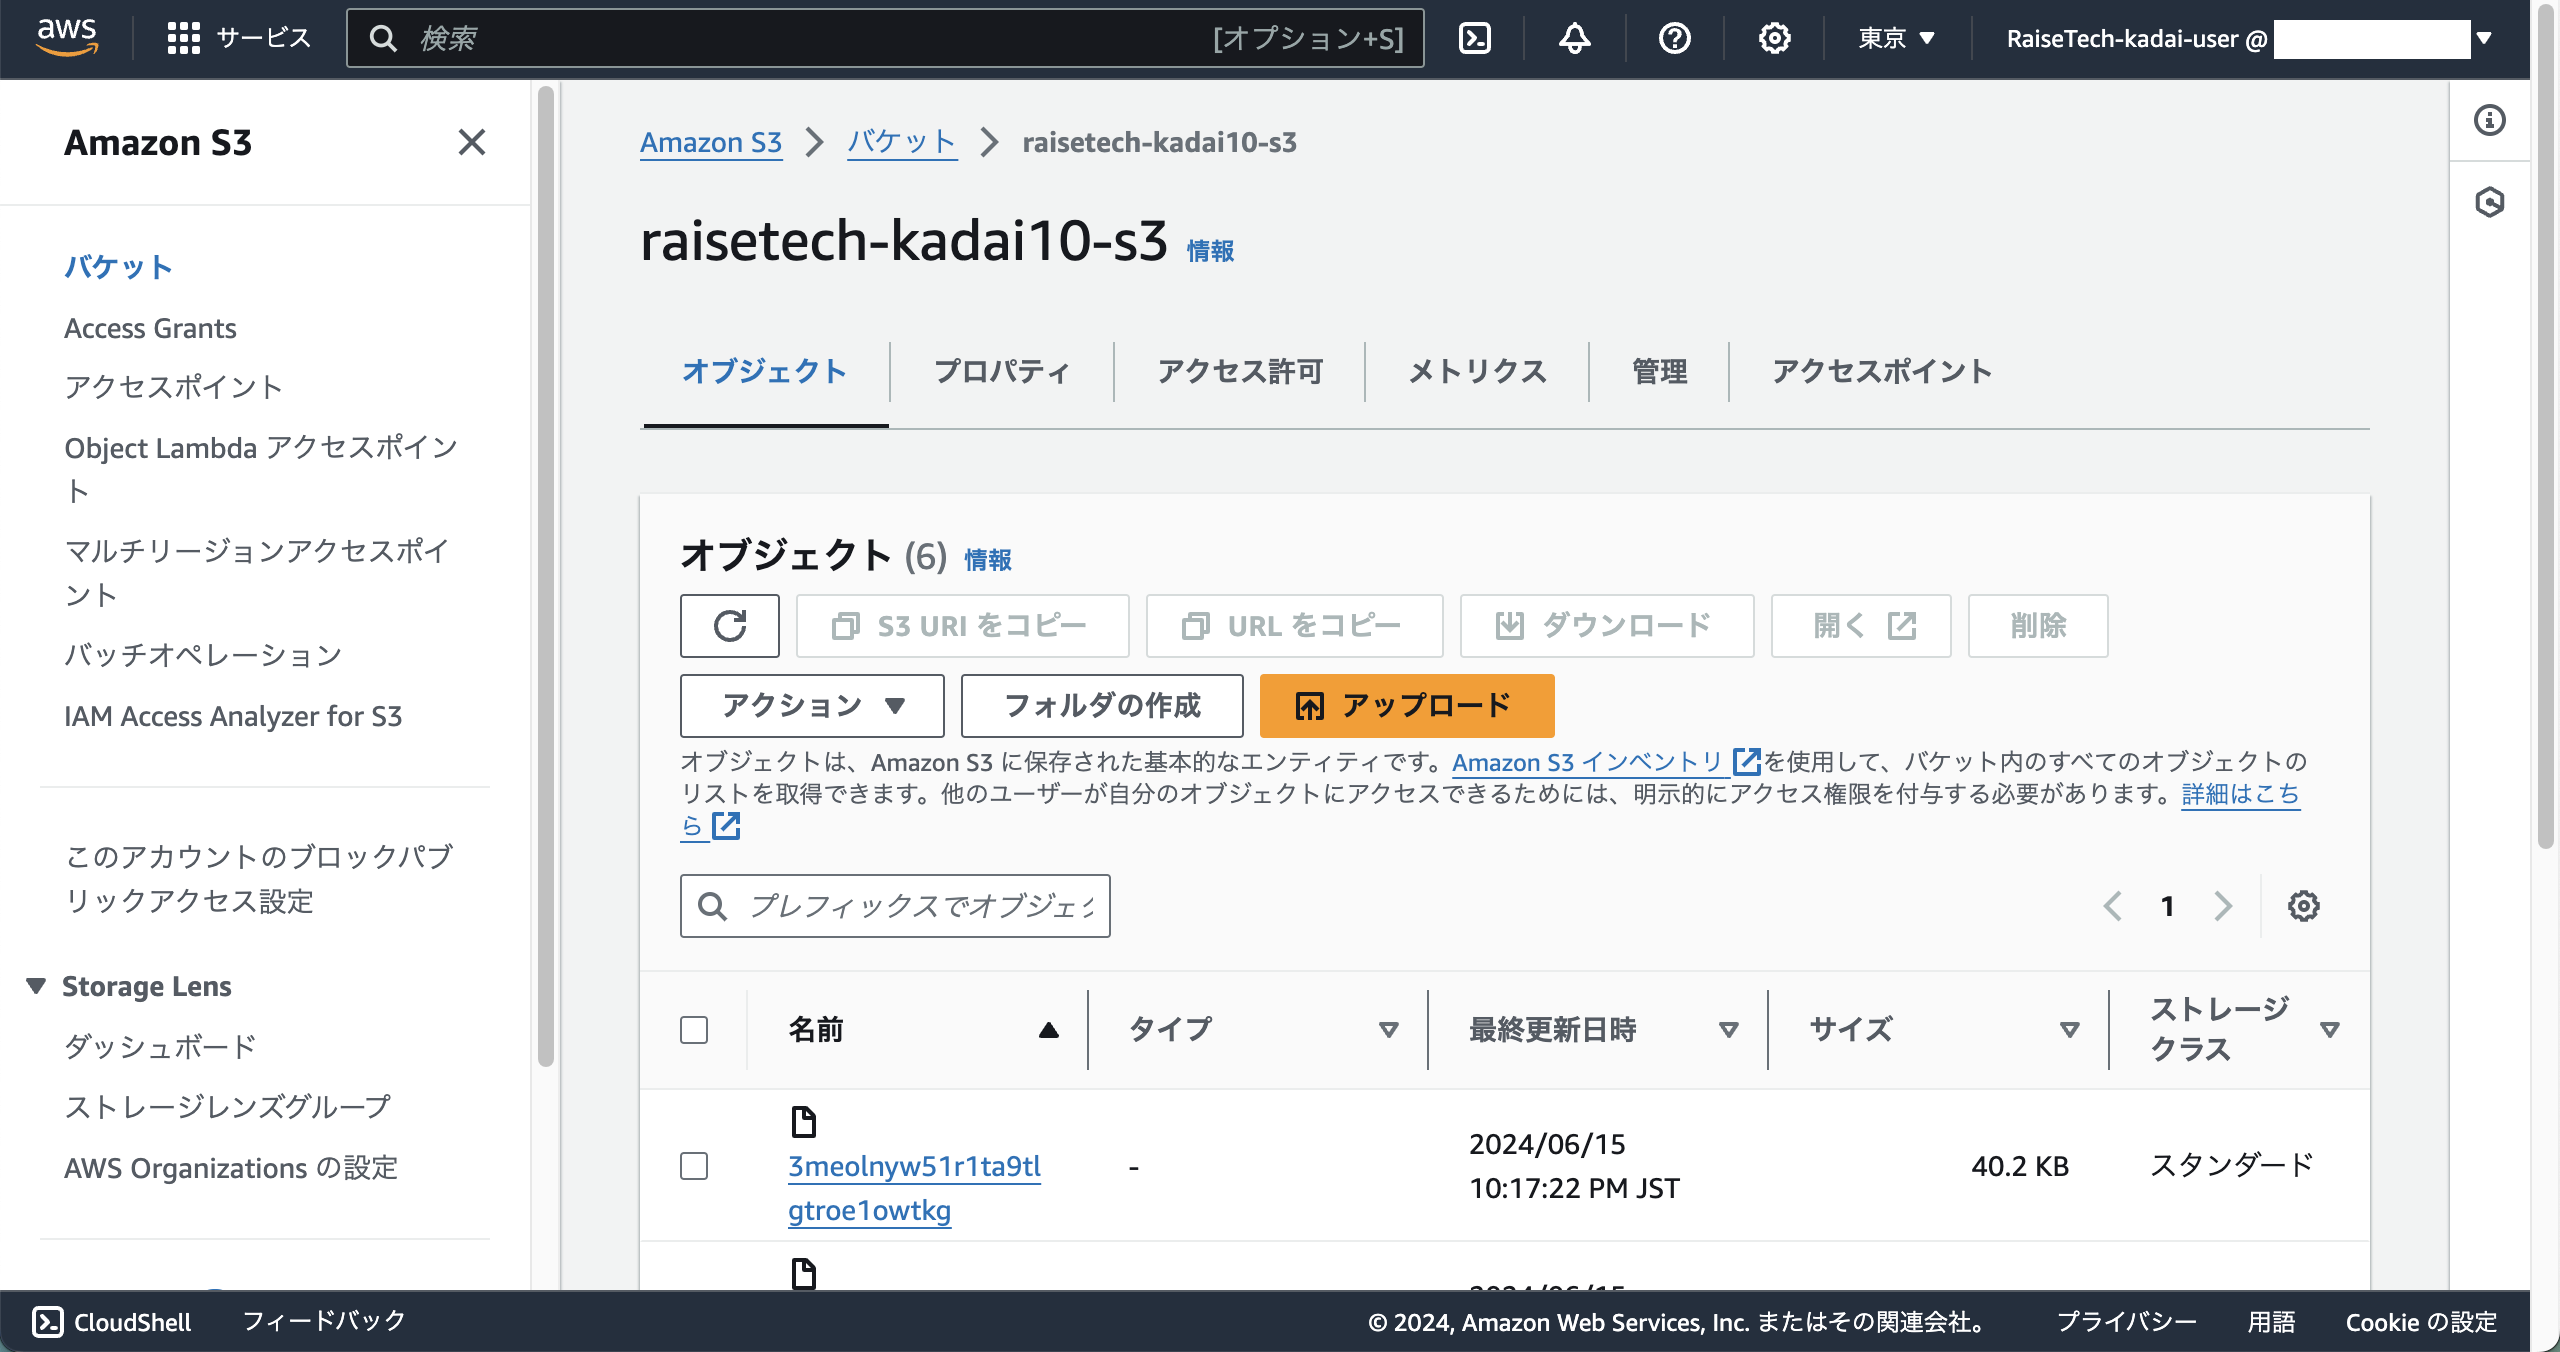 aws サービス 検索 [オプション+S] 東京 RaiseTech-kadai-user @
Amazon S3
バケット
Access Grants
アクセスポイント
Object Lambda アクセスポイン
ト
マルチリージョンアクセスポイ
ント
バッチオペレーション
IAM Access Analyzer for S3
このアカウントのブロックパブ
リックアクセス設定
Storage Lens
ダッシュボード
ストレージレンズグループ
AWS Organizations の設定
Amazon S3 バケット raisetech-kadai10-s3
raisetech-kadai10-s3 情報
オブジェクト プロパティ アクセス許可 メトリクス 管理 アクセスポイント
オブジェクト (6) 情報
S3 URI をコピー URL をコピー ダウンロード 開く 削除
アクション フォルダの作成 アップロード
オブジェクトは、Amazon S3 に保存された基本的なエンティティです。Amazon S3 インベントリ を使用して、バケット内のすべてのオブジェクトの
リストを取得できます。他のユーザーが自分のオブジェクトにアクセスできるためには、明示的にアクセス権限を付与する必要があります。詳細はこち
ら
プレフィックスでオブジェク 1
名前 タイプ 最終更新日時 サイズ ストレージ
クラス
3meolnyw51r1ta9tl - 2024/06/15 40.2 KB スタンダード
gtroe1owtkg 10:17:22 PM JST
CloudShell フィードバック © 2024, Amazon Web Services, Inc. またはその関連会社。 プライバシー 用語 Cookie の設定